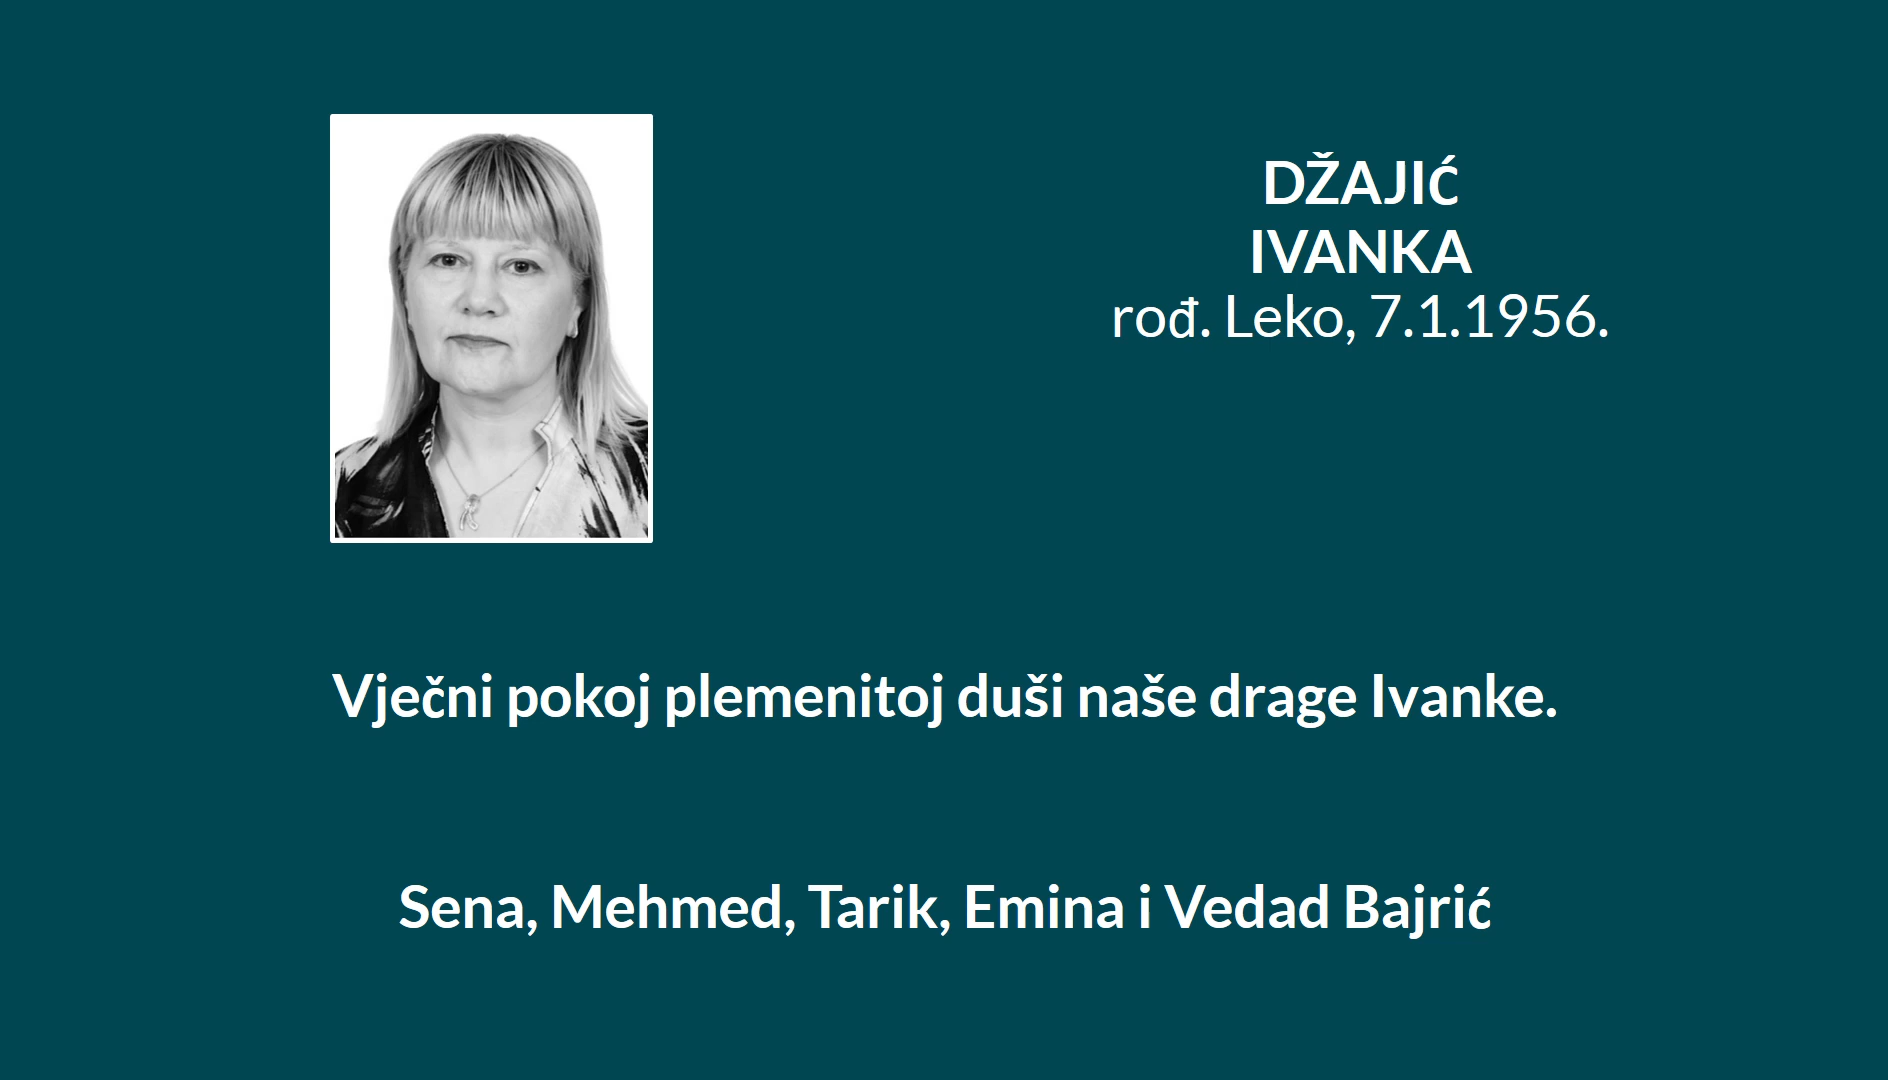 DŽAJIĆ
IVANKA
rođ. Leko, 7.1.1956.
Vječni pokoj plemenitoj duši naše drage Ivanke.
Sena, Mehmed, Tarik, Emina i Vedad Bajrić